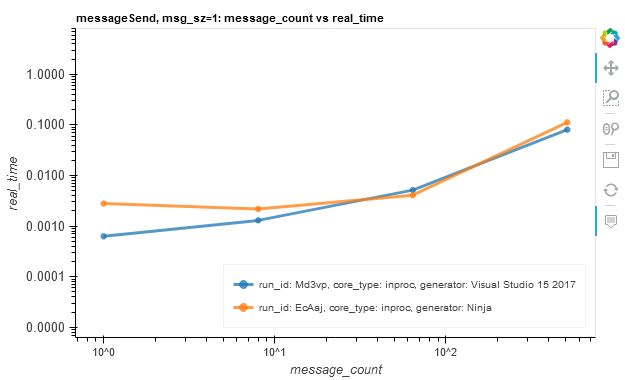 messageSend, msg_sz=1: message_count vs real_time
1.0000
0.1000
0.0100
0.0010
0.0001
0.0000
real_time
run_id: Md3vp, core_type: inproc, generator: Visual Studio 15 2017
run_id: EcAaj, core_type: inproc, generator: Ninja
10^0 10^1 10^2
message_count